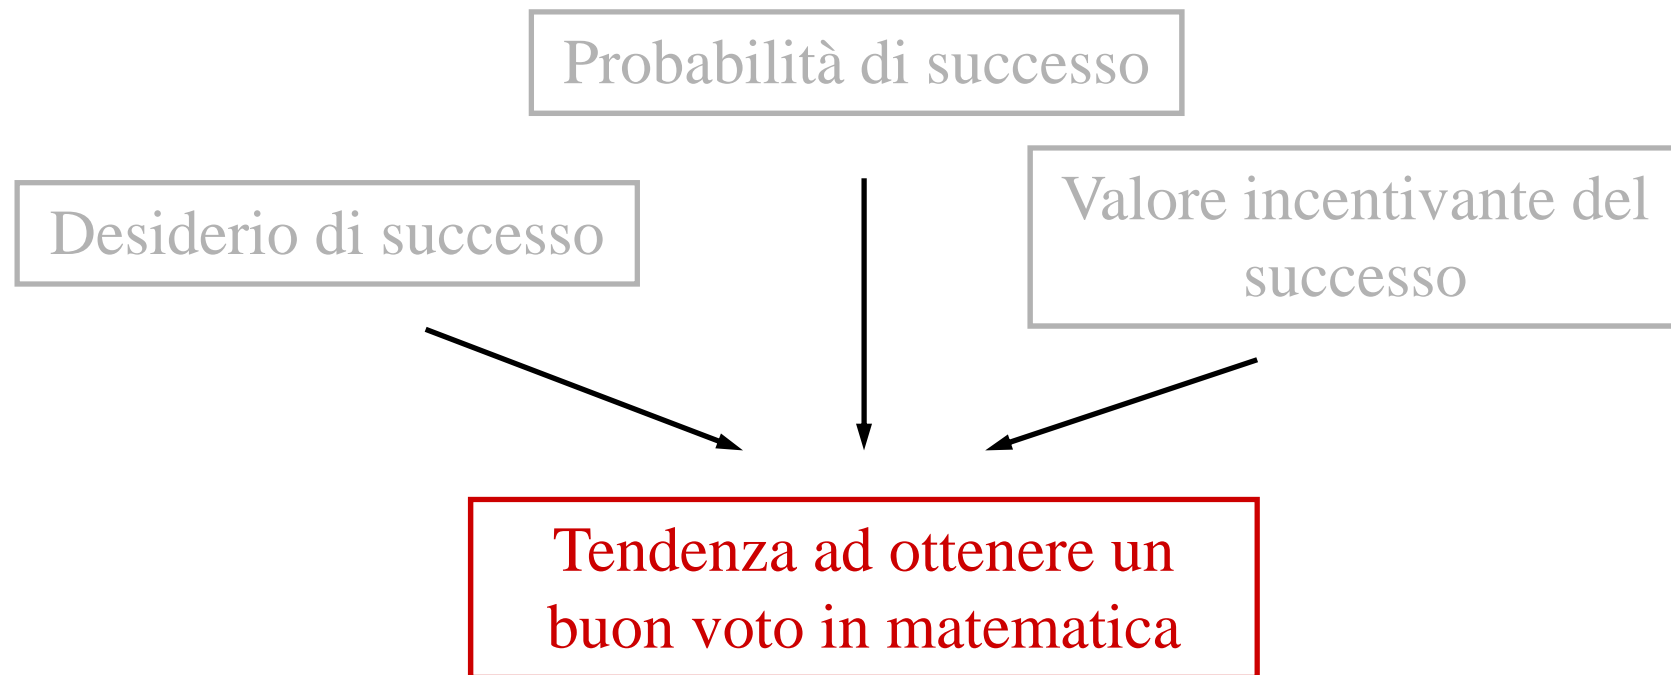 Probabilità di successo
Desiderio di successo
Valore incentivante del
successo
Tendenza ad ottenere un
buon voto in matematica